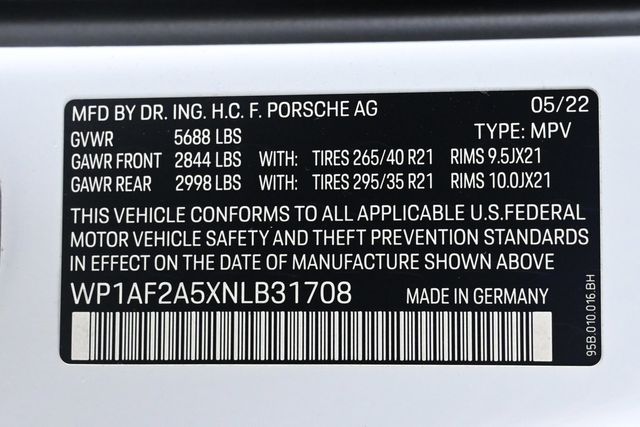 MFD BY DR. ING. H.C. F. PORSCHE AG 05/22
GVWR 5688 LBS TYPE: MPV
GAWR FRONT 2844 LBS WITH: TIRES 265/40 R21 RIMS 9.5JX21
GAWR REAR 2998 LBS WITH: TIRES 295/35 R21 RIMS 10.0JX21
THIS VEHICLE CONFORMS TO ALL APPLICABLE U.S.FEDERAL
MOTOR VEHICLE SAFETY AND THEFT PREVENTION STANDARDS
IN EFFECT ON THE DATE OF MANUFACTURE SHOWN ABOVE
WP1AF2A5XNLB31708 MADE IN GERMANY
95B.010.016.BH